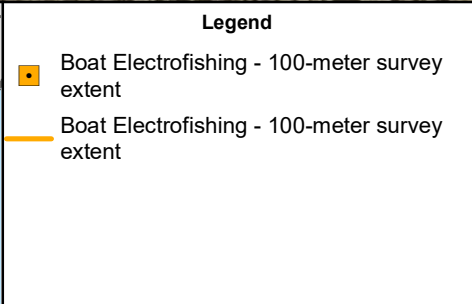 Legend
Boat Electrofishing - 100-meter survey
extent
Boat Electrofishing - 100-meter survey
extent